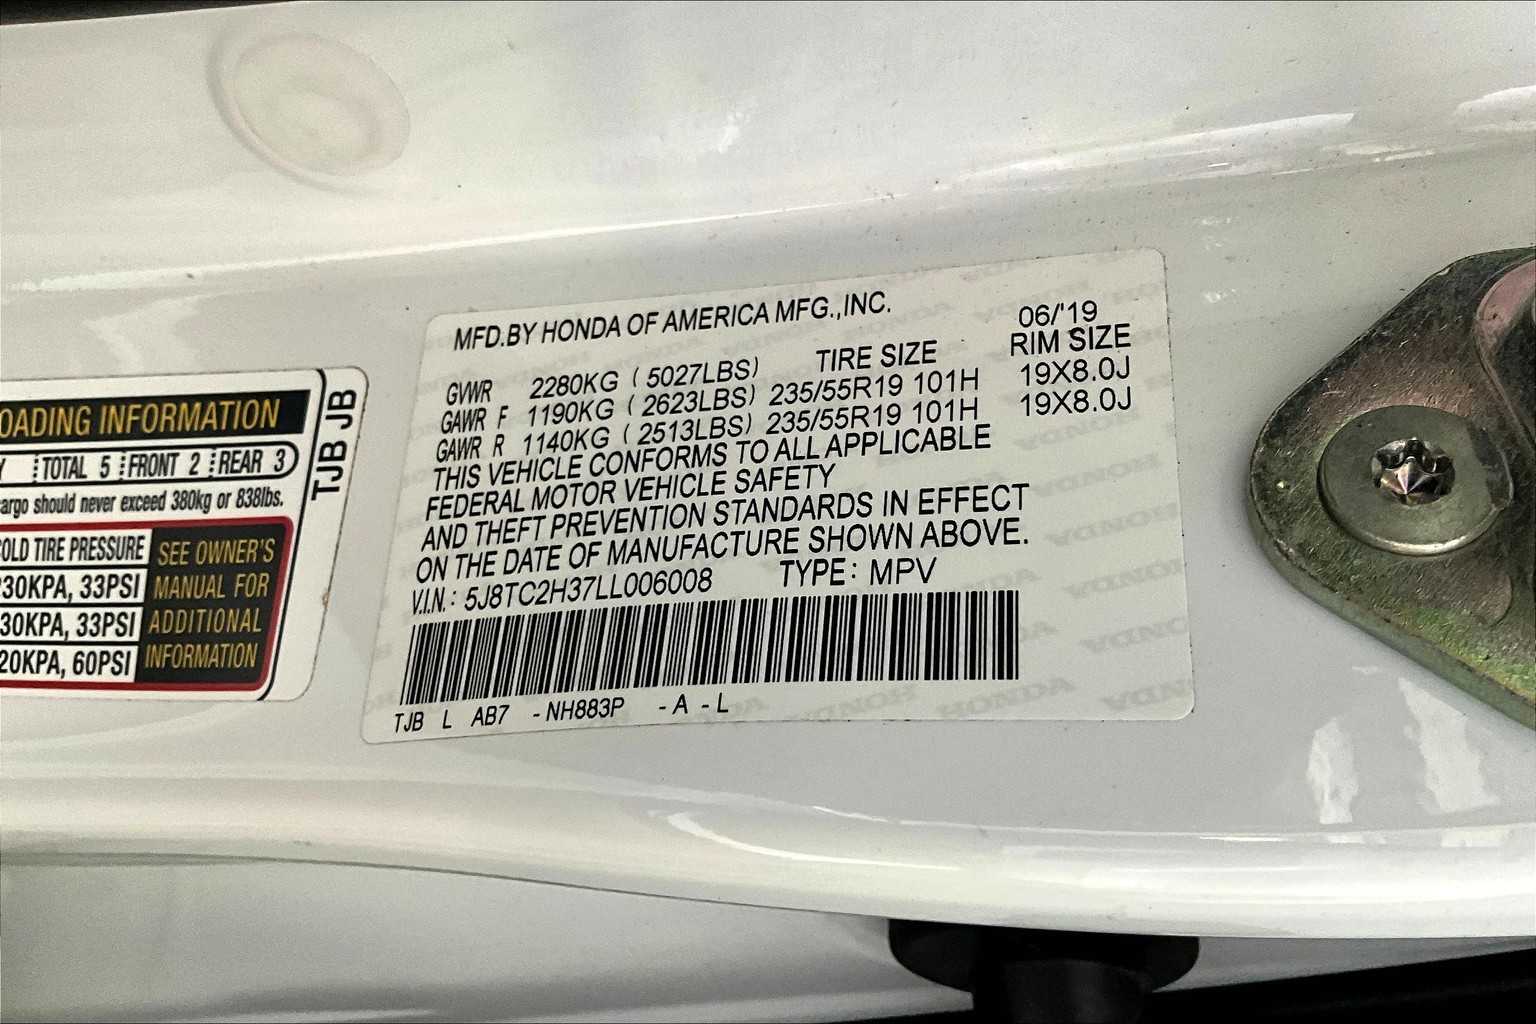 MFD.BY HONDA OF AMERICA MFG.,INC.
06/'19
GVWR 2280KG (5027LBS) TIRE SIZE RIM SIZE
GAWR F 1190KG (2623LBS) 235/55R19 101H 19X8.0J
GAWR R 1140KG (2513LBS) 235/55R19 101H 19X8.0J
THIS VEHICLE CONFORMS TO ALL APPLICABLE
FEDERAL MOTOR VEHICLE SAFETY
AND THEFT PREVENTION STANDARDS IN EFFECT
ON THE DATE OF MANUFACTURE SHOWN ABOVE.
V.I.N.: 5J8TC2H37LL006008 TYPE: MPV
TJB L AB7 -NH883P -A -L
OADING INFORMATION
Y TOTAL 5 FRONT 2 REAR 3
argo should never exceed 380kg or 838lbs.
OLD TIRE PRESSURE
230KPA, 33PSI
30KPA, 33PSI
20KPA, 60PSI
SEE OWNER'S
MANUAL FOR
ADDITIONAL
INFORMATION
TJB JB